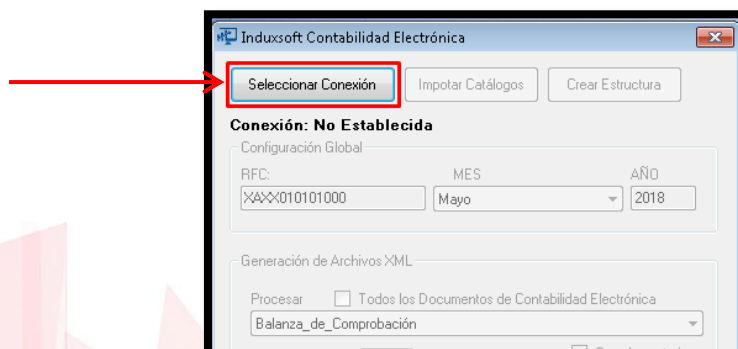 Induxsoft Contabilidad Electrónica
Seleccionar Conexión Impotar Catálogos Crear Estructura
Conexión: No Establecida
Configuración Global
RFC: MES AÑO
XAXX010101000 Mayo 2018
Generación de Archivos XML
Procesar Todos los Documentos de Contabilidad Electrónica
Balanza_de_Comprobación